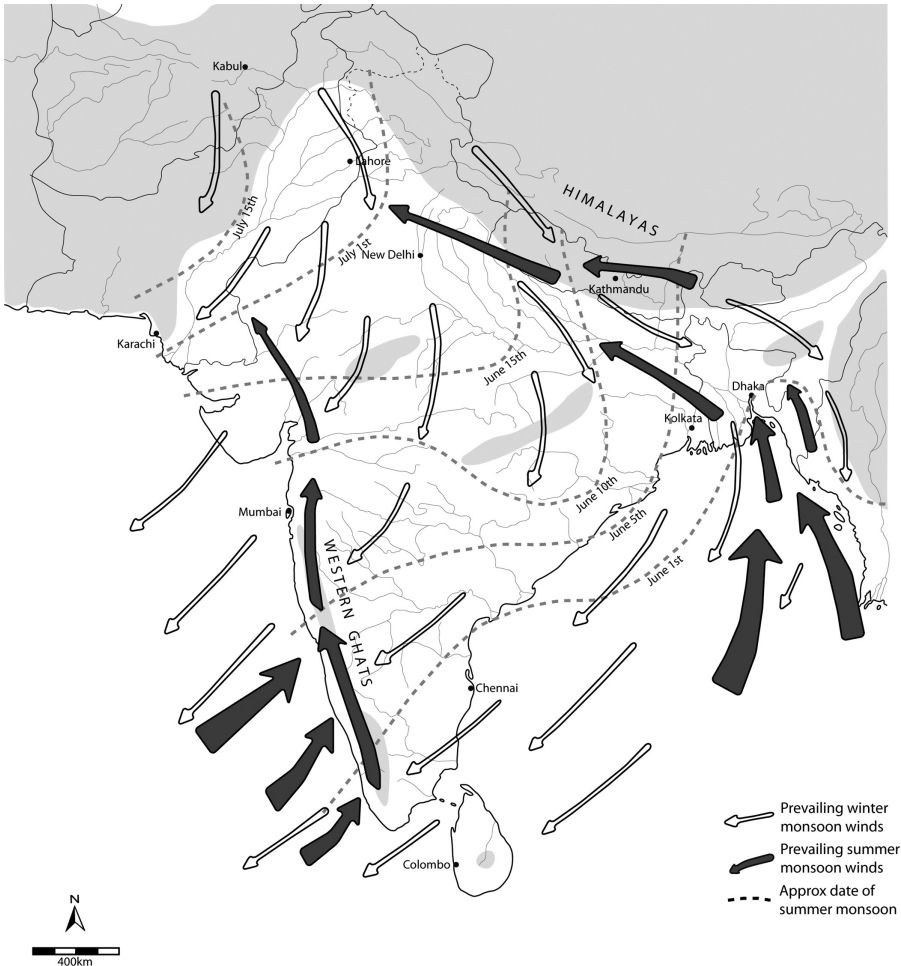 Kabul
Lahore
HIMALAYAS
July 15th
July 1st
New Delhi
Kathmandu
Karachi
June 15th
Dhaka
Kolkata
June 10th
Mumbai
June 5th
WESTERN GHATS
June 1st
Chennai
Colombo
Prevailing winter
monsoon winds
Prevailing summer
monsoon winds
Approx date of
summer monsoon
N
400km